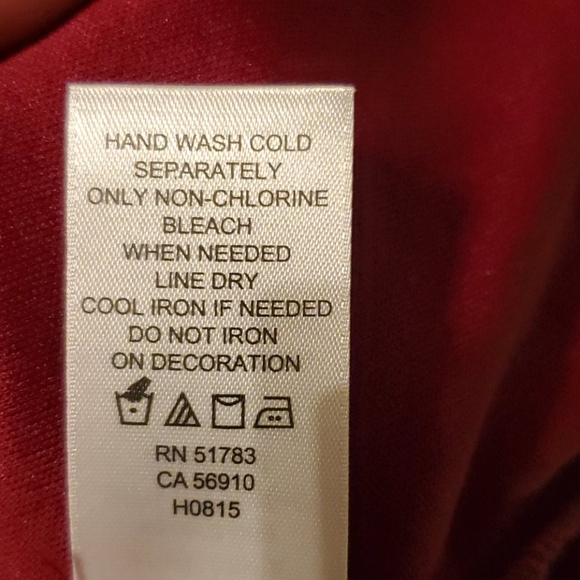 HAND WASH COLD
SEPARATELY
ONLY NON-CHLORINE
BLEACH
WHEN NEEDED
LINE DRY
COOL IRON IF NEEDED
DO NOT IRON
ON DECORATION
RN 51783
CA 56910
H0815